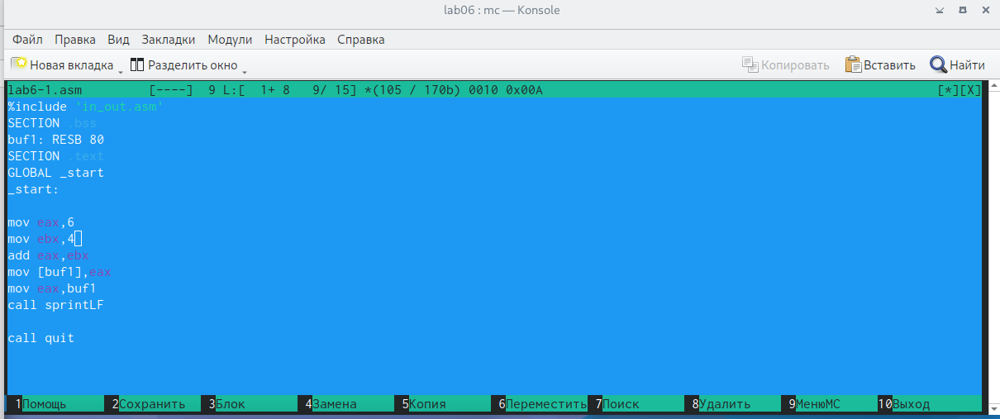 lab06 : mc — Konsole
Файл Правка Вид Закладки Модули Настройка Справка
Новая вкладка Разделить окно Копировать Вставить Найти
lab6-1.asm [----] 9 L:[ 1+ 8 9/ 15] *(105 / 170b) 0010 0x00A [*][X]
%include 'in_out.asm'
SECTION .bss
buf1: RESB 80
SECTION .text
GLOBAL _start
_start:
mov eax,6
mov ebx,4
add eax,ebx
mov [buf1],eax
mov eax,buf1
call sprintLF
call quit
1Помощь 2Сохранить 3Блок 4Замена 5Копия 6Переместить 7Поиск 8Удалить 9МенюМС 10Выход